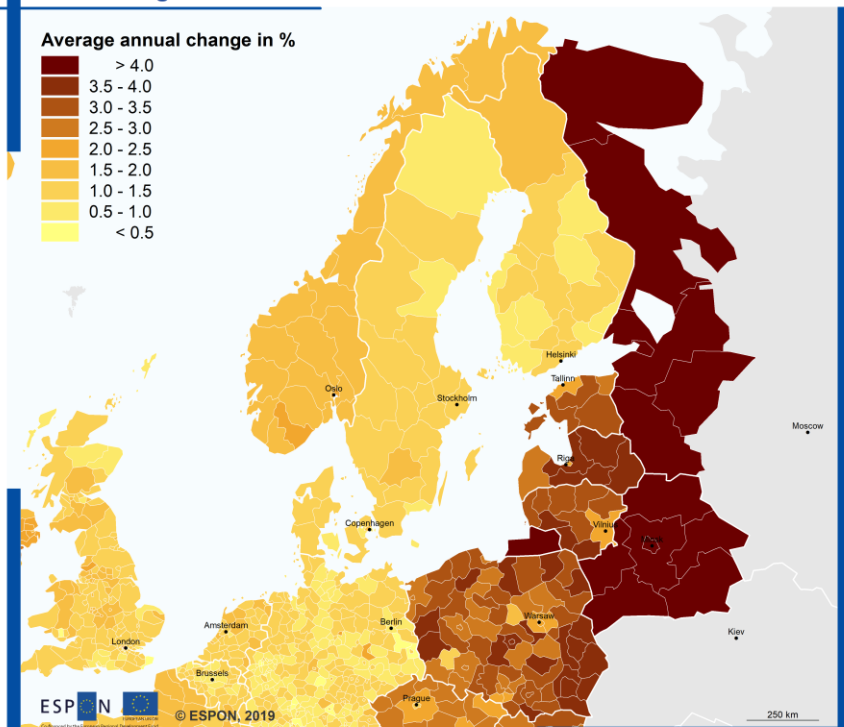 Average annual change in %
> 4.0
3.5 - 4.0
3.0 - 3.5
2.5 - 3.0
2.0 - 2.5
1.5 - 2.0
1.0 - 1.5
0.5 - 1.0
< 0.5
Helsinki
Tallinn
Oslo
Stockholm
Moscow
Riga
Copenhagen
Vilnius
Warsaw
Berlin
Amsterdam
Kiev
London
Brussels
Prague
ESPON
© ESPON, 2019
250 km